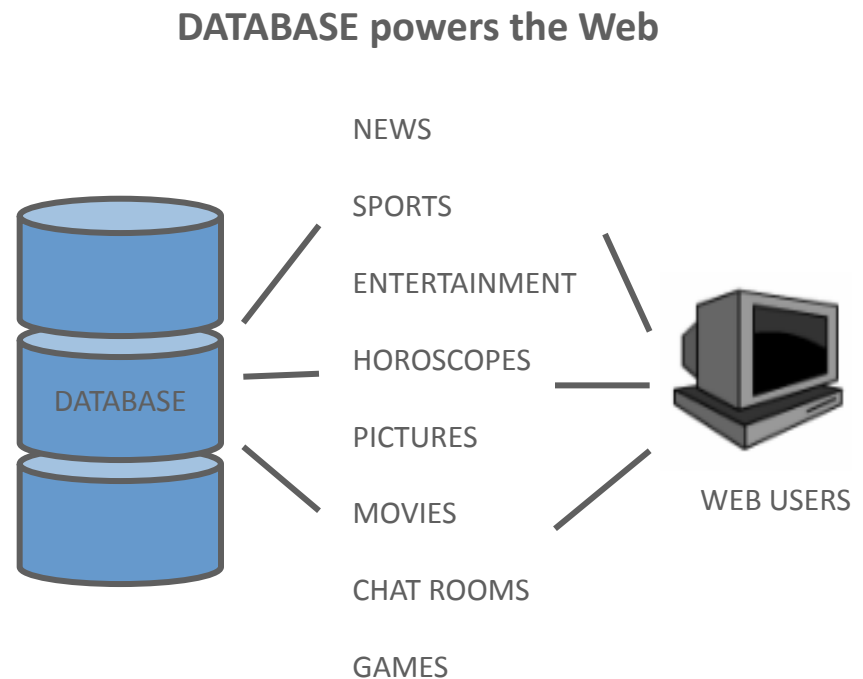 DATABASE powers the Web
NEWS
SPORTS
ENTERTAINMENT
HOROSCOPES
DATABASE
PICTURES
MOVIES
WEB USERS
CHAT ROOMS
GAMES